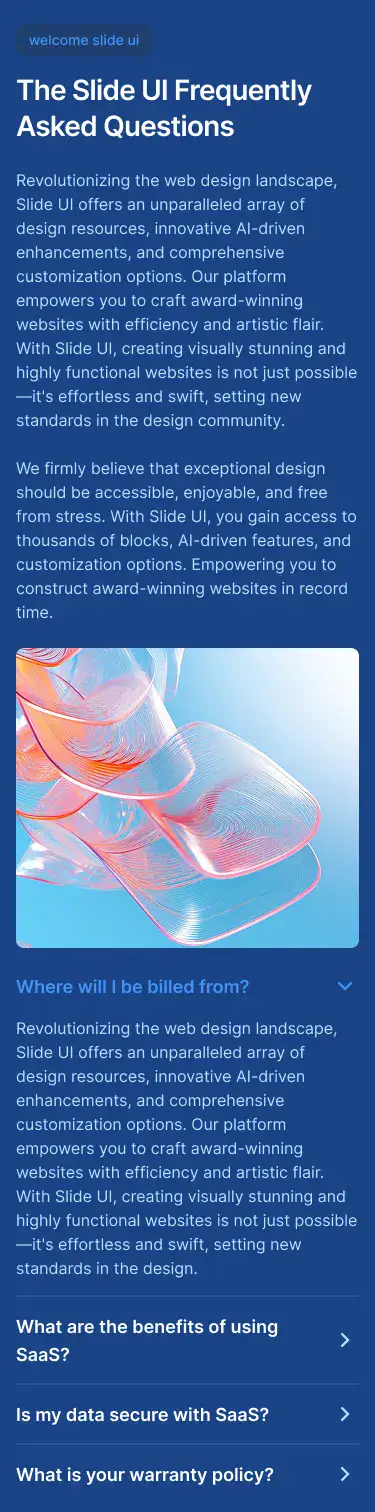 welcome slide ui
The Slide UI Frequently
Asked Questions
Revolutionizing the web design landscape,
Slide UI offers an unparalleled array of
design resources, innovative AI-driven
enhancements, and comprehensive
customization options. Our platform
empowers you to craft award-winning
websites with efficiency and artistic flair.
With Slide UI, creating visually stunning and
highly functional websites is not just possible
—it's effortless and swift, setting new
standards in the design community.
We firmly believe that exceptional design
should be accessible, enjoyable, and free
from stress. With Slide UI, you gain access to
thousands of blocks, AI-driven features, and
customization options. Empowering you to
construct award-winning websites in record
time.
Where will I be billed from?
Revolutionizing the web design landscape,
Slide UI offers an unparalleled array of
design resources, innovative AI-driven
enhancements, and comprehensive
customization options. Our platform
empowers you to craft award-winning
websites with efficiency and artistic flair.
With Slide UI, creating visually stunning and
highly functional websites is not just possible
—it's effortless and swift, setting new
standards in the design.
What are the benefits of using
SaaS?
Is my data secure with SaaS?
What is your warranty policy?